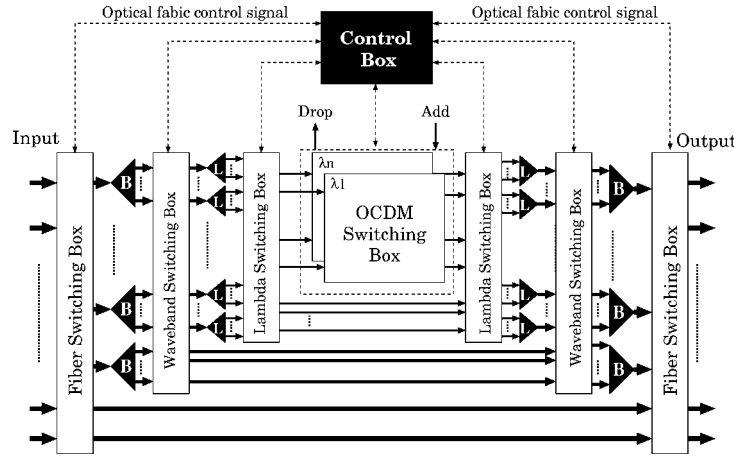 Optical fabic control signal
Optical fabic control signal
Control
Box
Drop
Add
Input
Output
λn
λ1
OCDM
Switching
Box
Fiber Switching Box
B
B
B
Waveband Switching Box
L
L
L
L
Lambda Switching Box
Lambda Switching Box
L
L
L
L
Waveband Switching Box
B
B
B
Fiber Switching Box